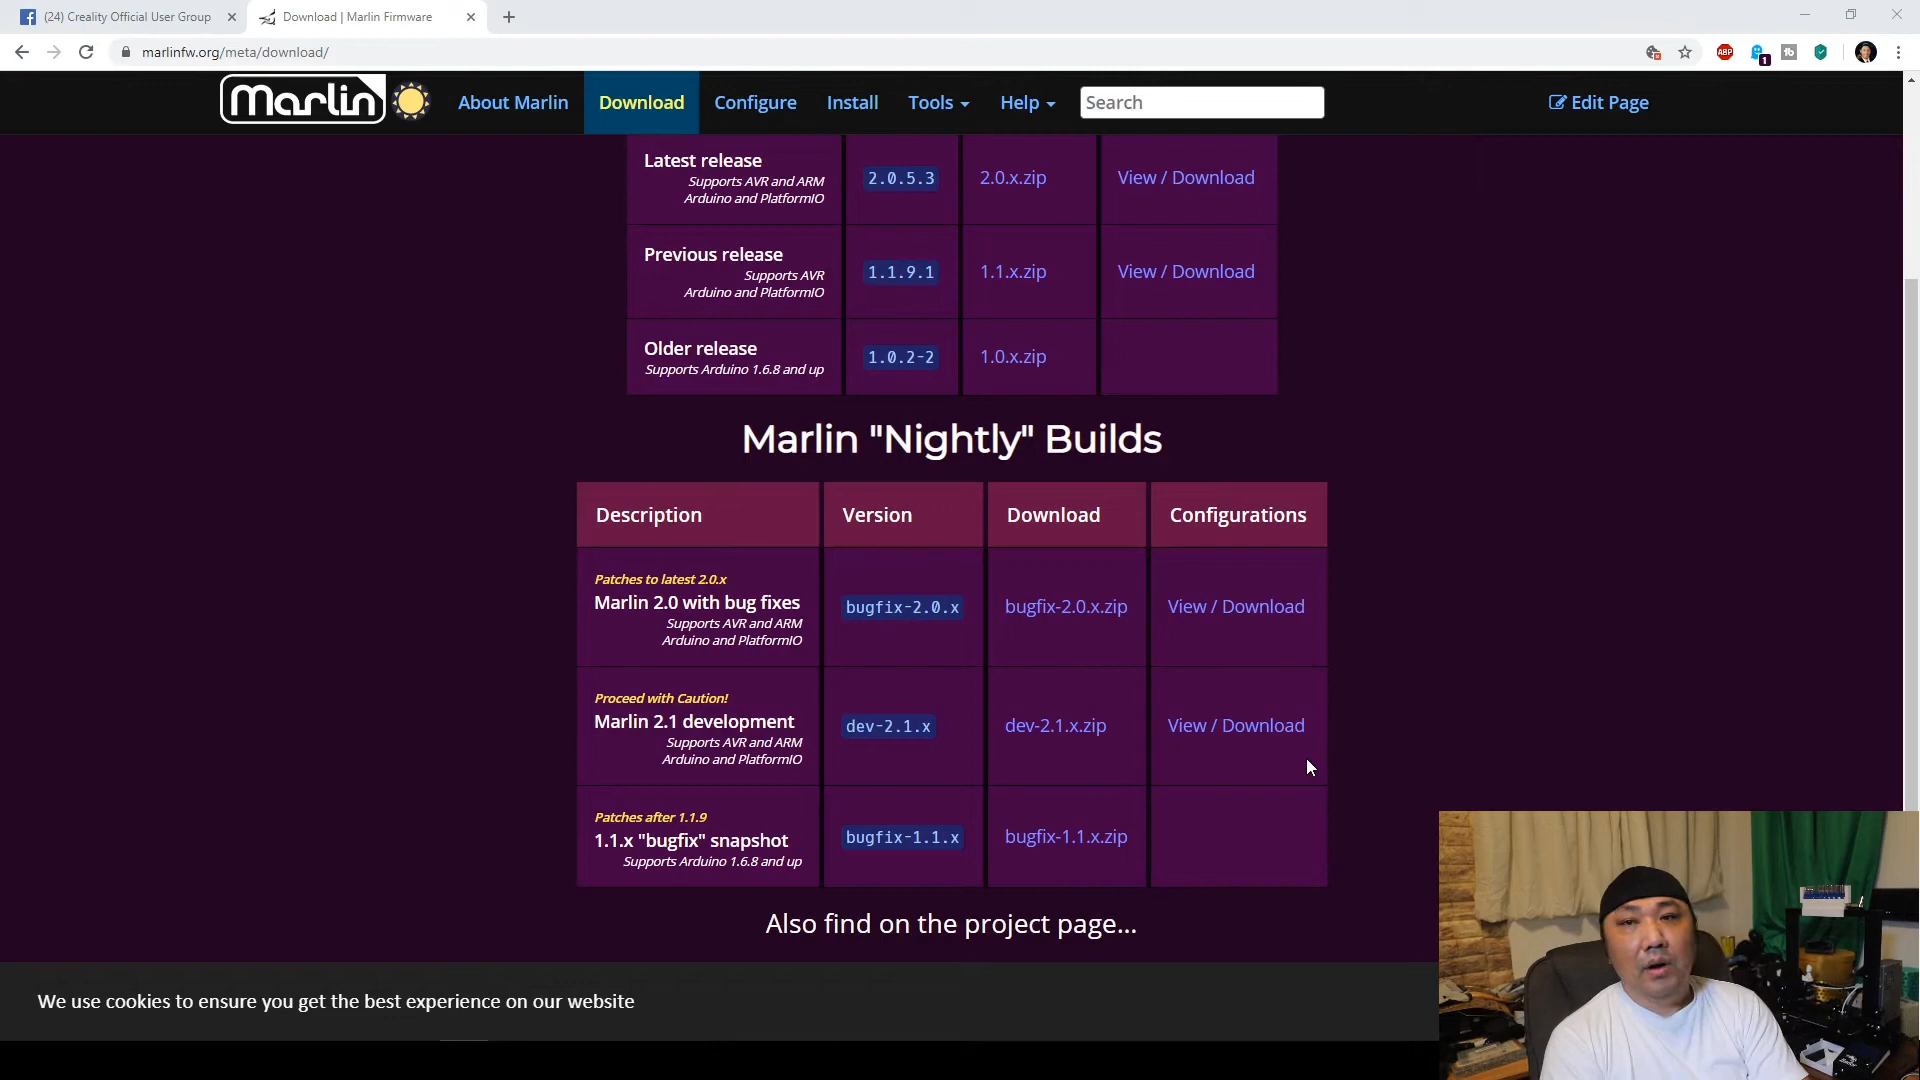 (24) Creality Official User Group
Download | Marlin Firmware
marlinfw.org/meta/download/
ABP
1
Marlin
About Marlin
Download
Configure
Install
Tools
Help
Search
Edit Page
Latest release
Supports AVR and ARM
Arduino and PlatformIO
2.0.5.3
2.0.x.zip
View / Download
Previous release
Supports AVR
Arduino and PlatformIO
1.1.9.1
1.1.x.zip
View / Download
Older release
Supports Arduino 1.6.8 and up
1.0.2-2
1.0.x.zip
Marlin "Nightly" Builds
Description
Version
Download
Configurations
Patches to latest 2.0.x
Marlin 2.0 with bug fixes
Supports AVR and ARM
Arduino and PlatformIO
bugfix-2.0.x
bugfix-2.0.x.zip
View / Download
Proceed with Caution!
Marlin 2.1 development
Supports AVR and ARM
Arduino and PlatformIO
dev-2.1.x
dev-2.1.x.zip
View / Download
Patches after 1.1.9
1.1.x "bugfix" snapshot
Supports Arduino 1.6.8 and up
bugfix-1.1.x
bugfix-1.1.x.zip
Also find on the project page...
We use cookies to ensure you get the best experience on our website